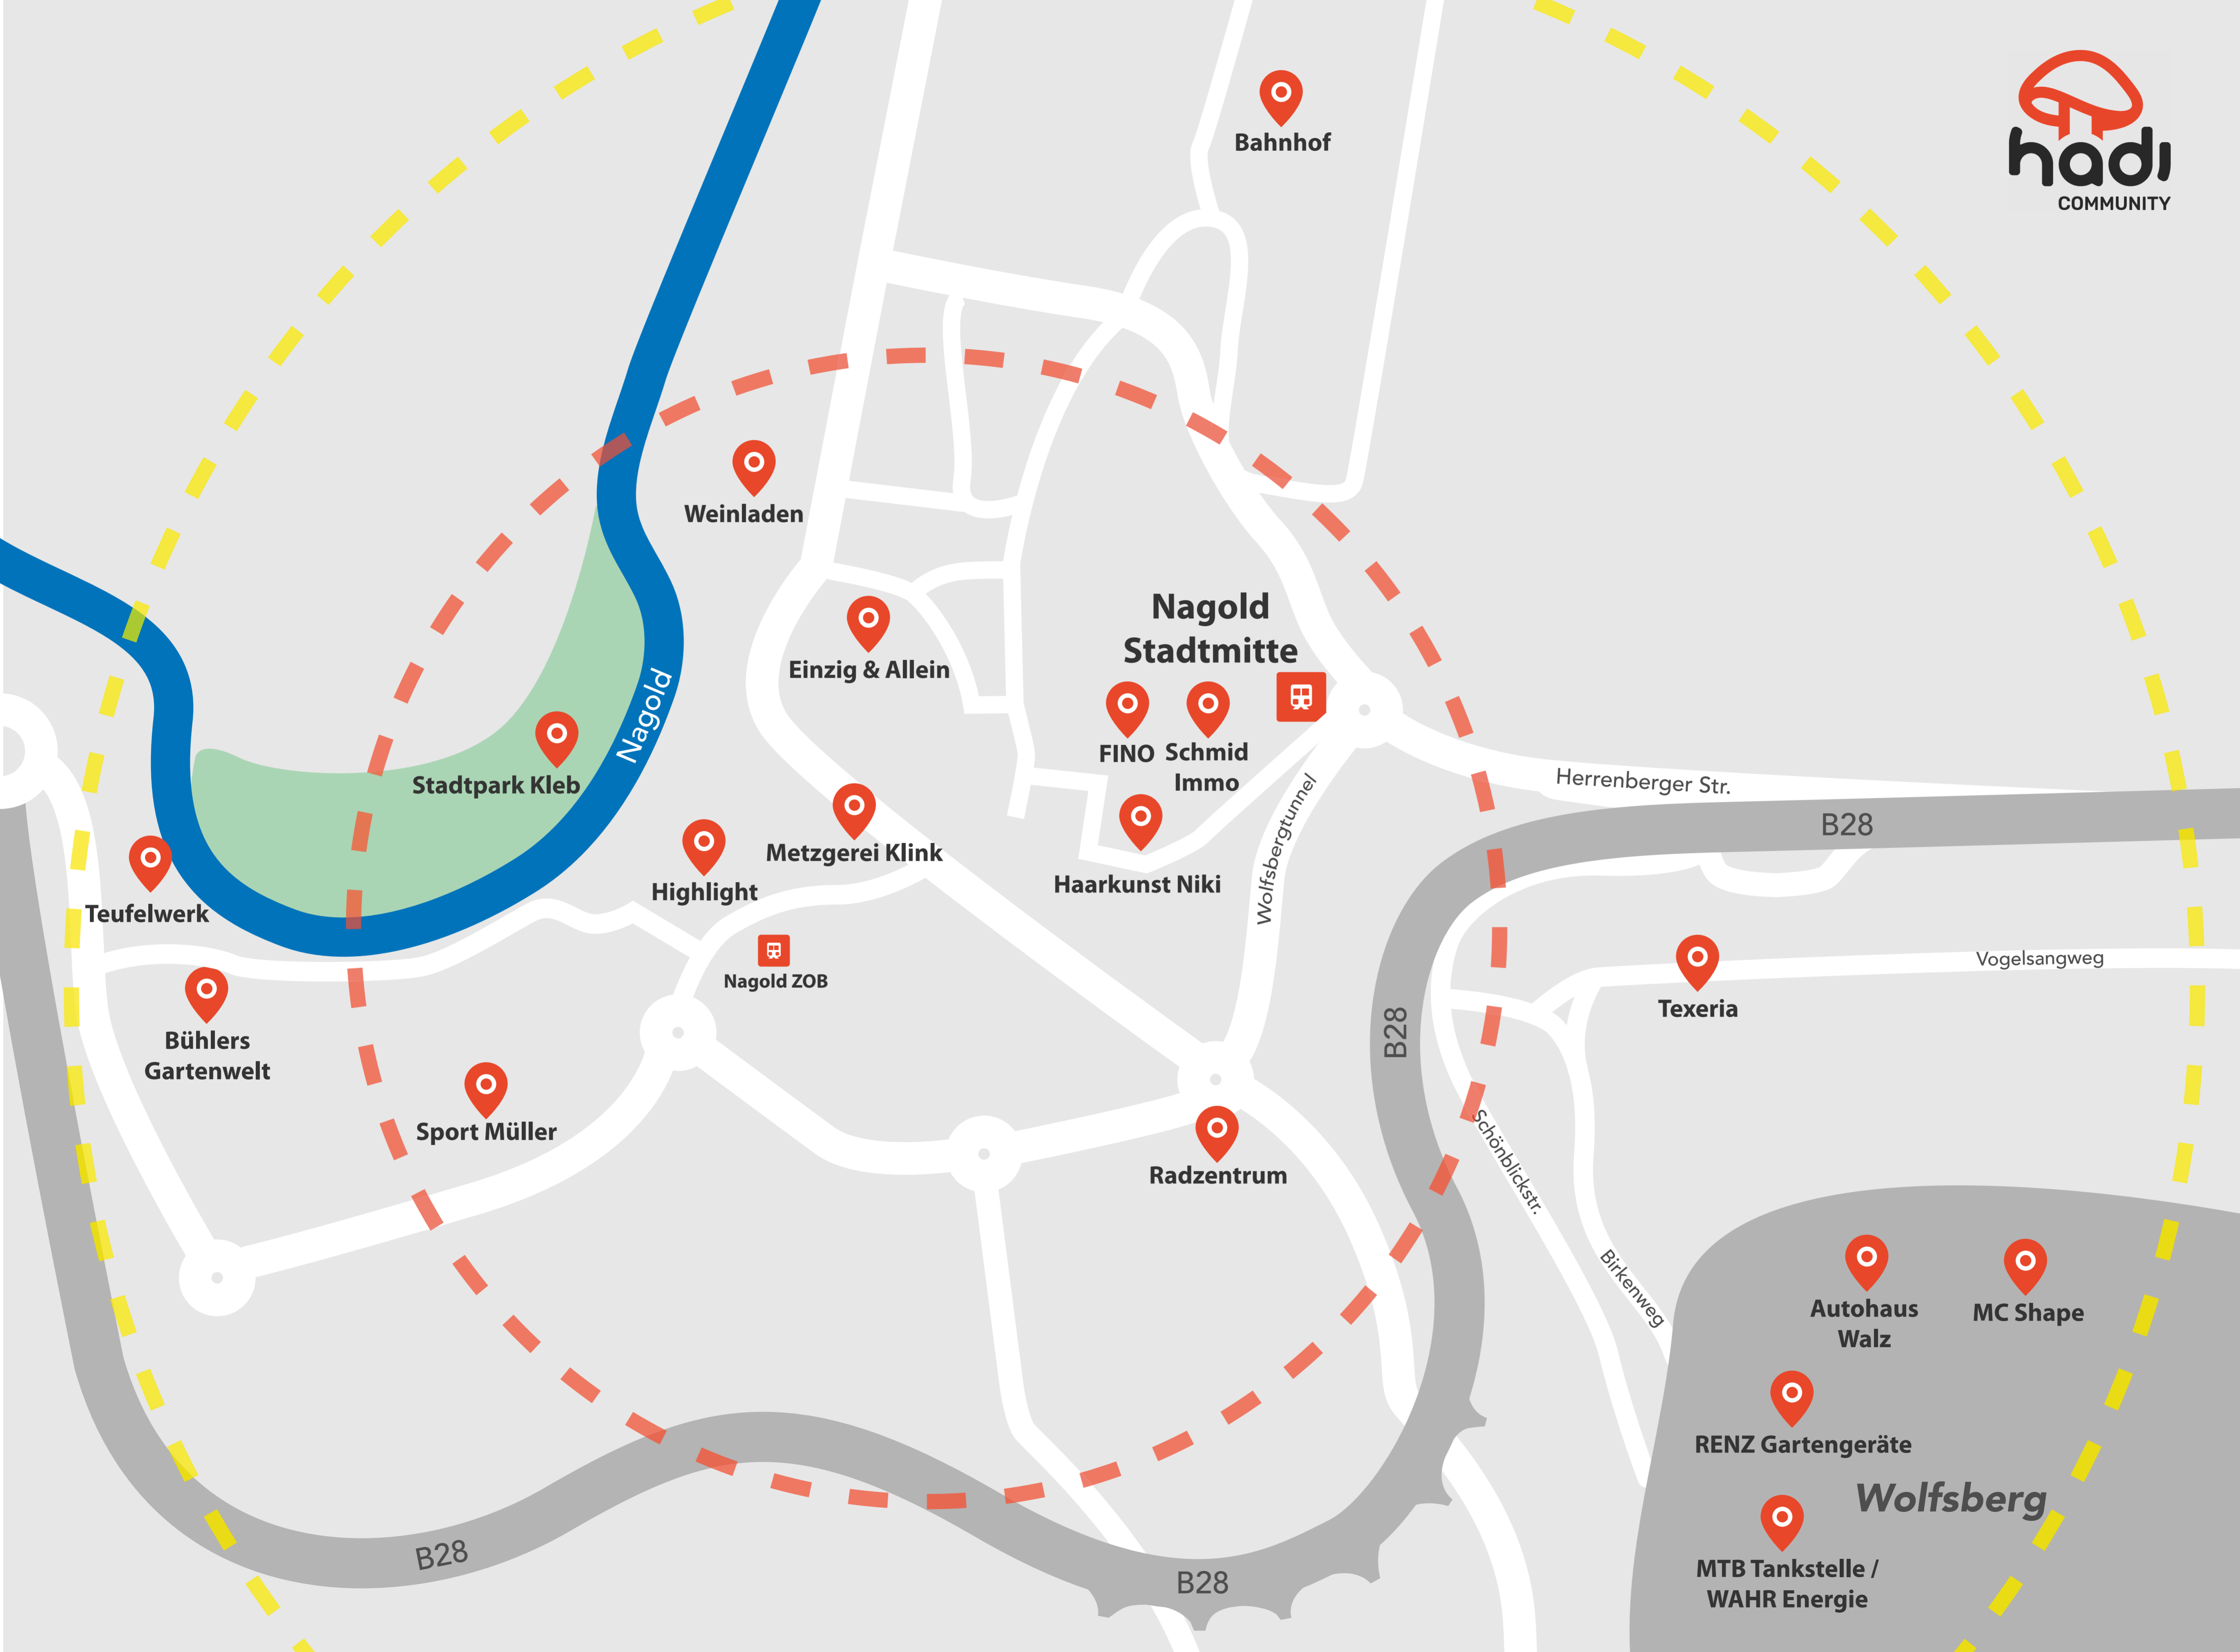 hadi
COMMUNITY
Bahnhof
Weinladen
Nagold
Stadtmitte
Einzig & Allein
Nagold
FINO
Schmid
Immo
Stadtpark Kleb
Herrenberger Str.
B28
Metzgerei Klink
Wolfsbergtunnel
Highlight
Haarkunst Niki
Teufelwerk
Nagold ZOB
Vogelsangweg
Texeria
B28
Bühlers
Gartenwelt
Sport Müller
Radzentrum
Schönblickstr.
Birkenweg
Autohaus
Walz
MC Shape
RENZ Gartengeräte
Wolfsberg
B28
B28
MTB Tankstelle /
WAHR Energie